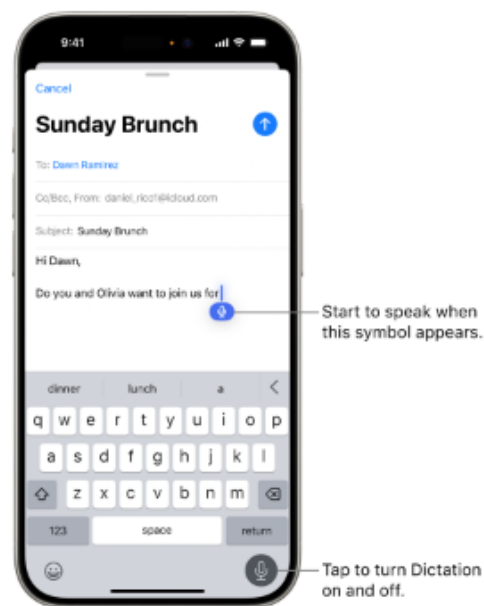 9:41
Cancel
Sunday Brunch
To: Dawn Ramirez
Cc/Bcc, From: daniel_rico1@icloud.com
Subject: Sunday Brunch
Hi Dawn,
Do you and Olivia want to join us for
Start to speak when
this symbol appears.
dinner lunch a
q w e r t y u i o p
a s d f g h j k l
z x c v b n m
123 space return
Tap to turn Dictation
on and off.